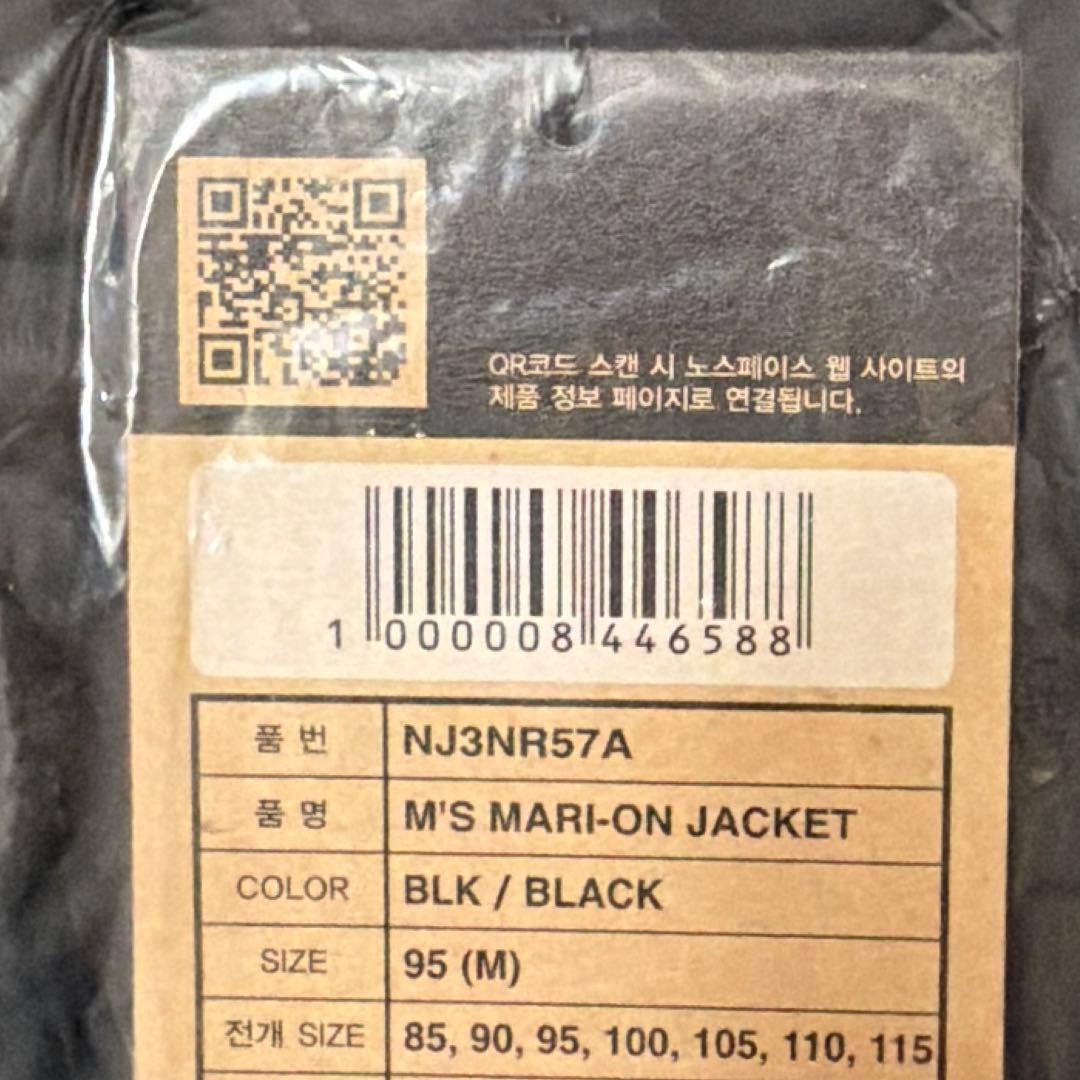 QR코드 스캔 시 노스페이스 웹 사이트의
제품 정보 페이지로 연결됩니다.
1 000008 446588
품 번 NJ3NR57A
품 명 M'S MARI-ON JACKET
COLOR BLK / BLACK
SIZE 95 (M)
전개 SIZE 85, 90, 95, 100, 105, 110, 115